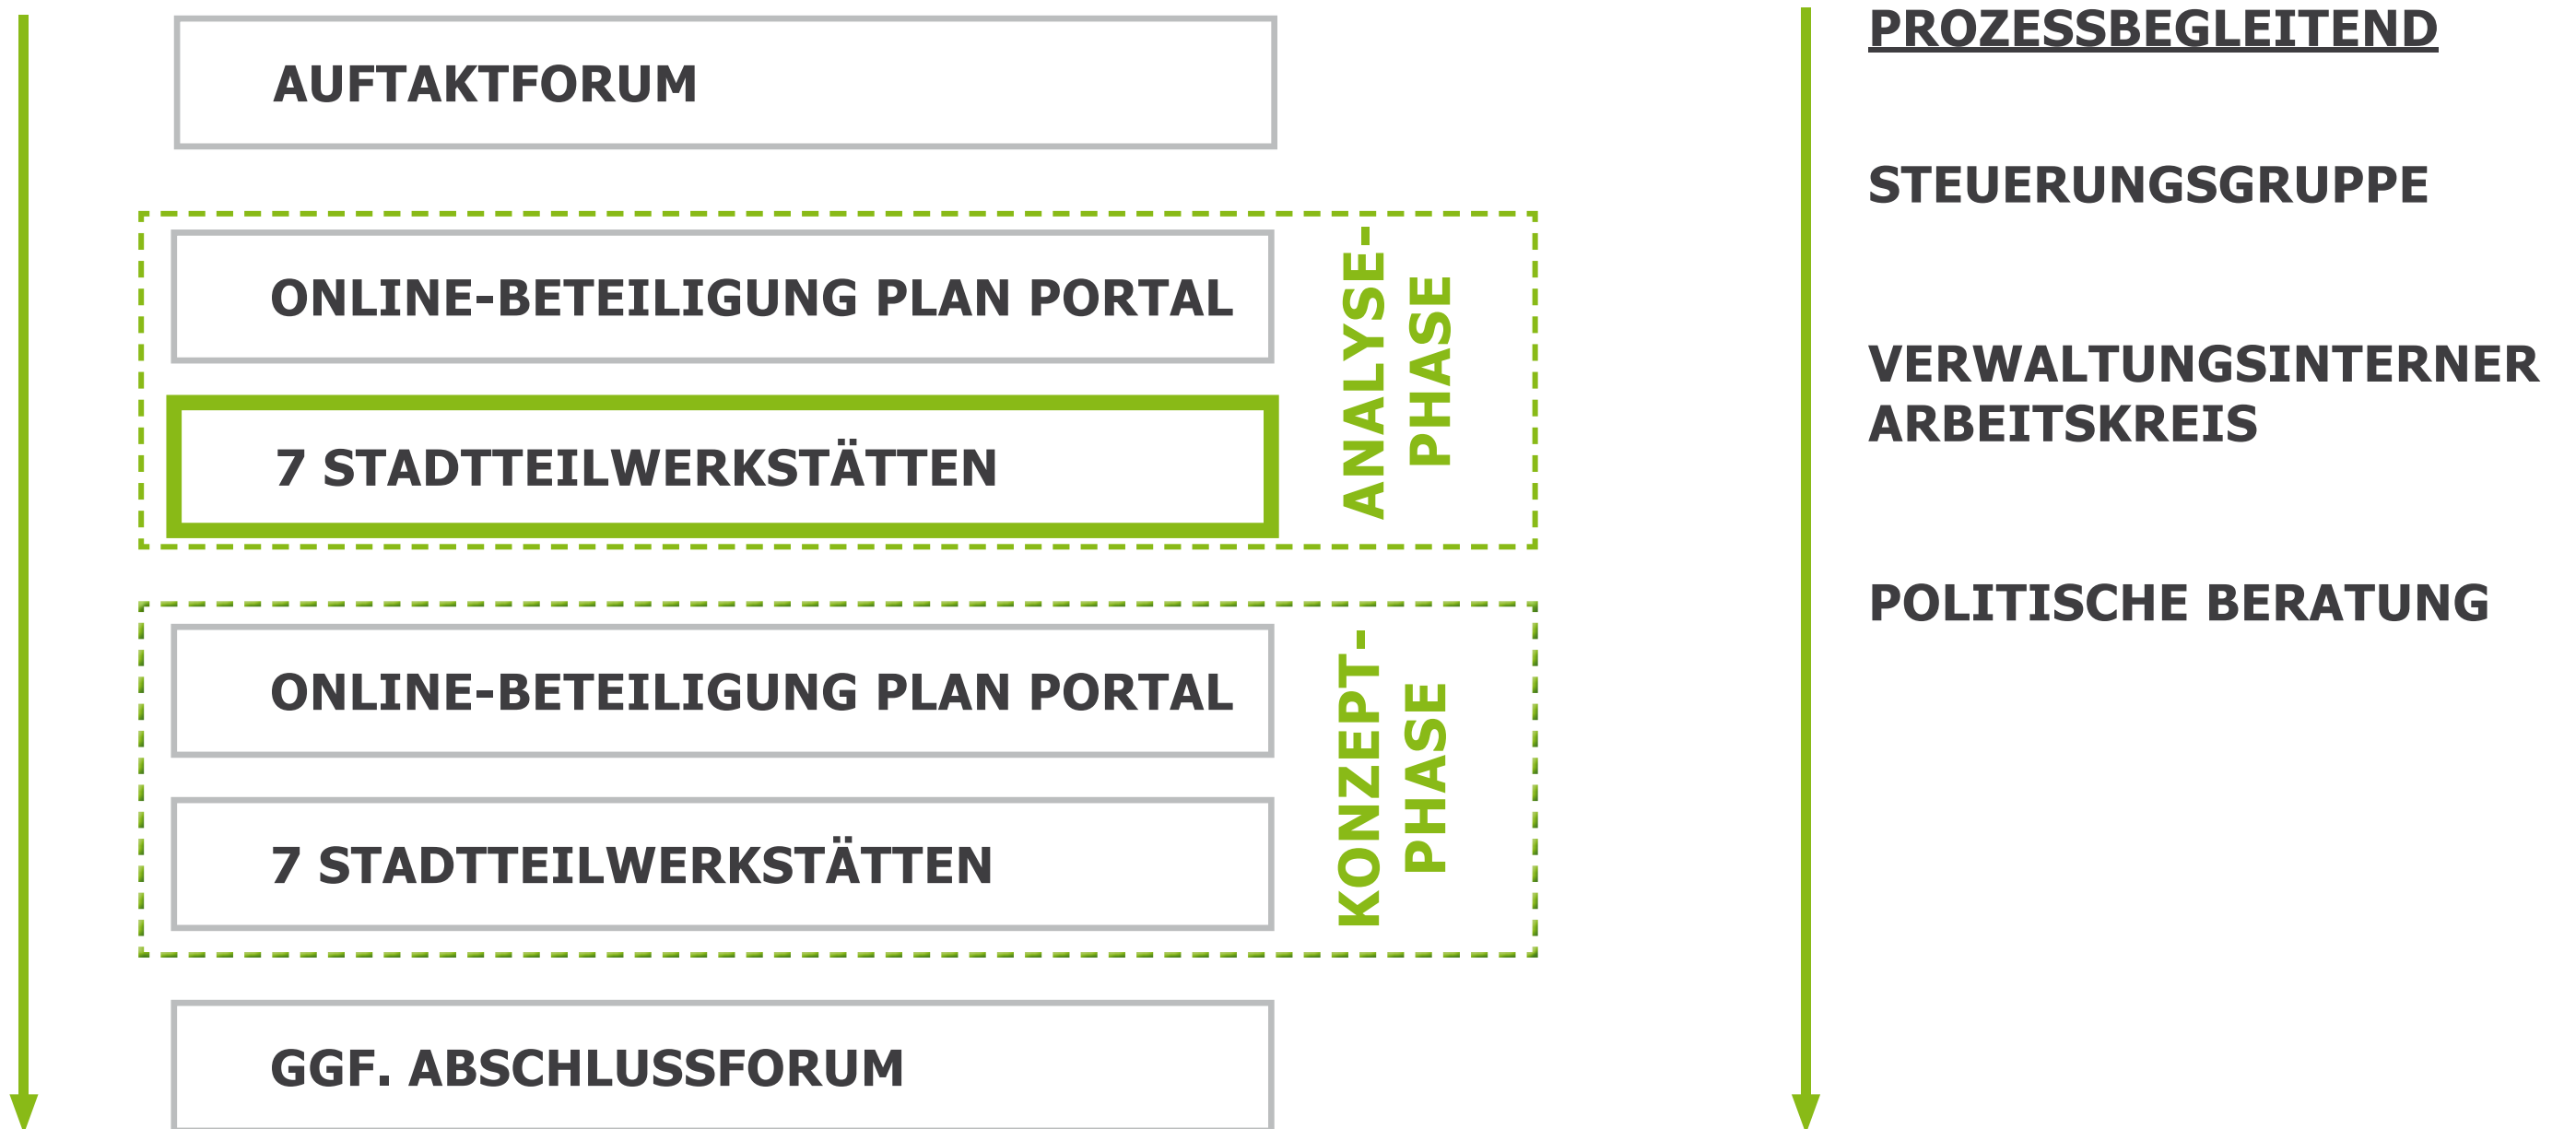 AUFTAKTFORUM
ONLINE-BETEILIGUNG PLAN PORTAL
7 STADTTEILWERKSTÄTTEN
ANALYSE-
PHASE
ONLINE-BETEILIGUNG PLAN PORTAL
7 STADTTEILWERKSTÄTTEN
KONZEPT-
PHASE
GGF. ABSCHLUSSFORUM
PROZESSBEGLEITEND
STEUERUNGSGRUPPE
VERWALTUNGSINTERNER
ARBEITSKREIS
POLITISCHE BERATUNG